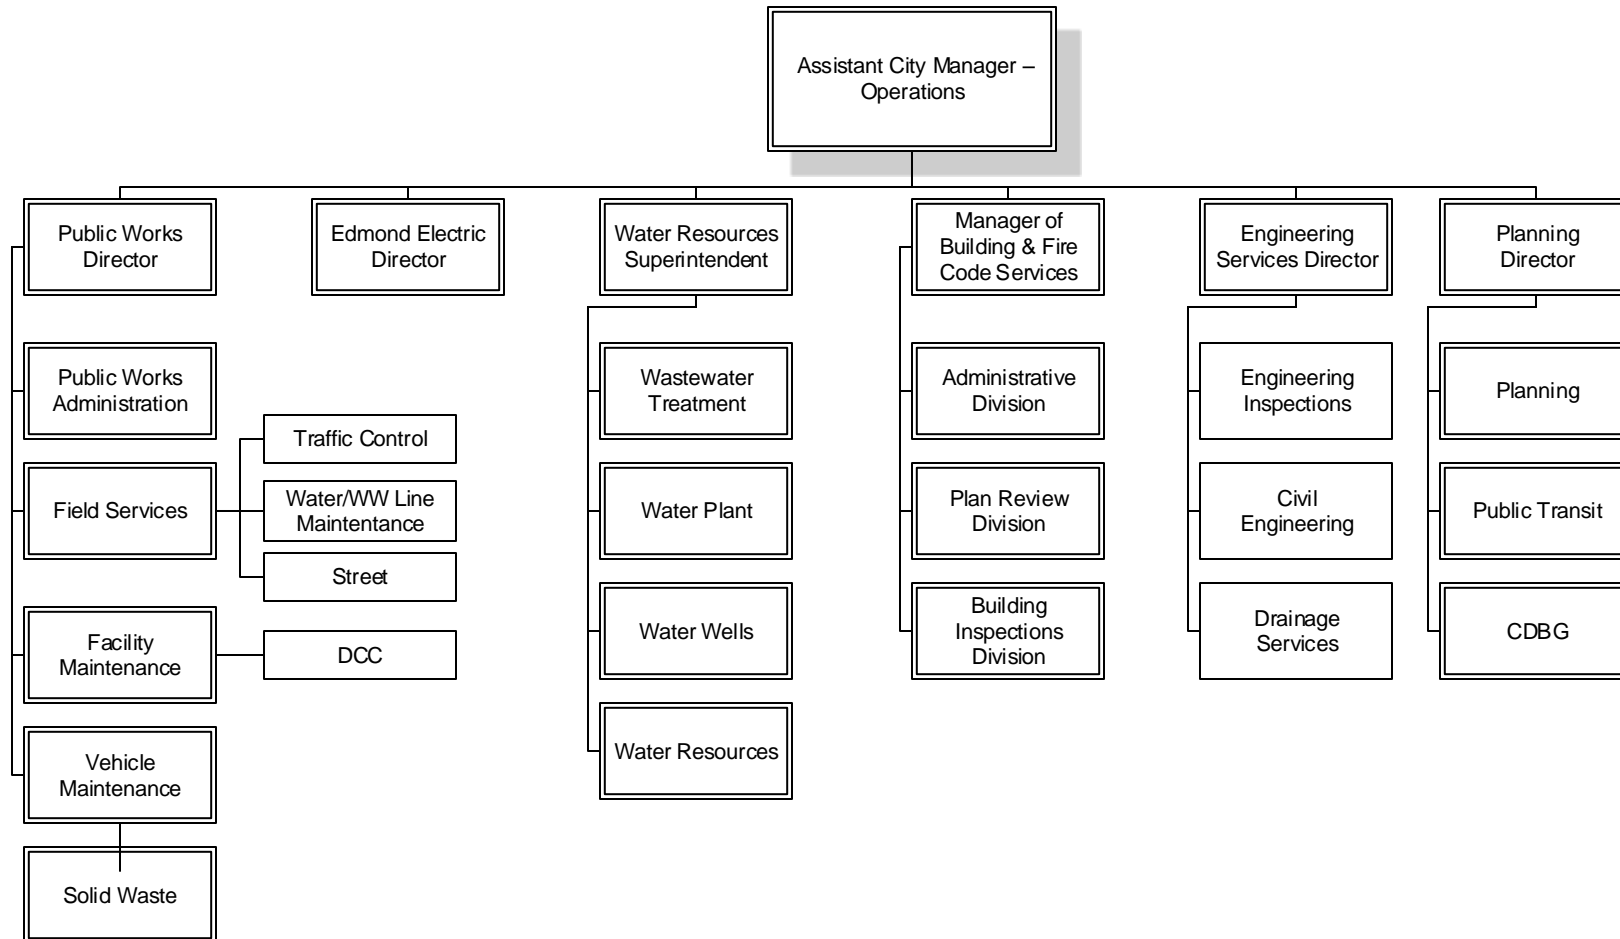 Assistant City Manager –
Operations
Public Works
Director
Edmond Electric
Director
Water Resources
Superintendent
Manager of
Building & Fire
Code Services
Engineering
Services Director
Planning
Director
Public Works
Administration
Field Services
Traffic Control
Water/WW Line
Maintentance
Street
Facility
Maintenance
DCC
Vehicle
Maintenance
Solid Waste
Wastewater
Treatment
Water Plant
Water Wells
Water Resources
Administrative
Division
Plan Review
Division
Building
Inspections
Division
Engineering
Inspections
Civil
Engineering
Drainage
Services
Planning
Public Transit
CDBG